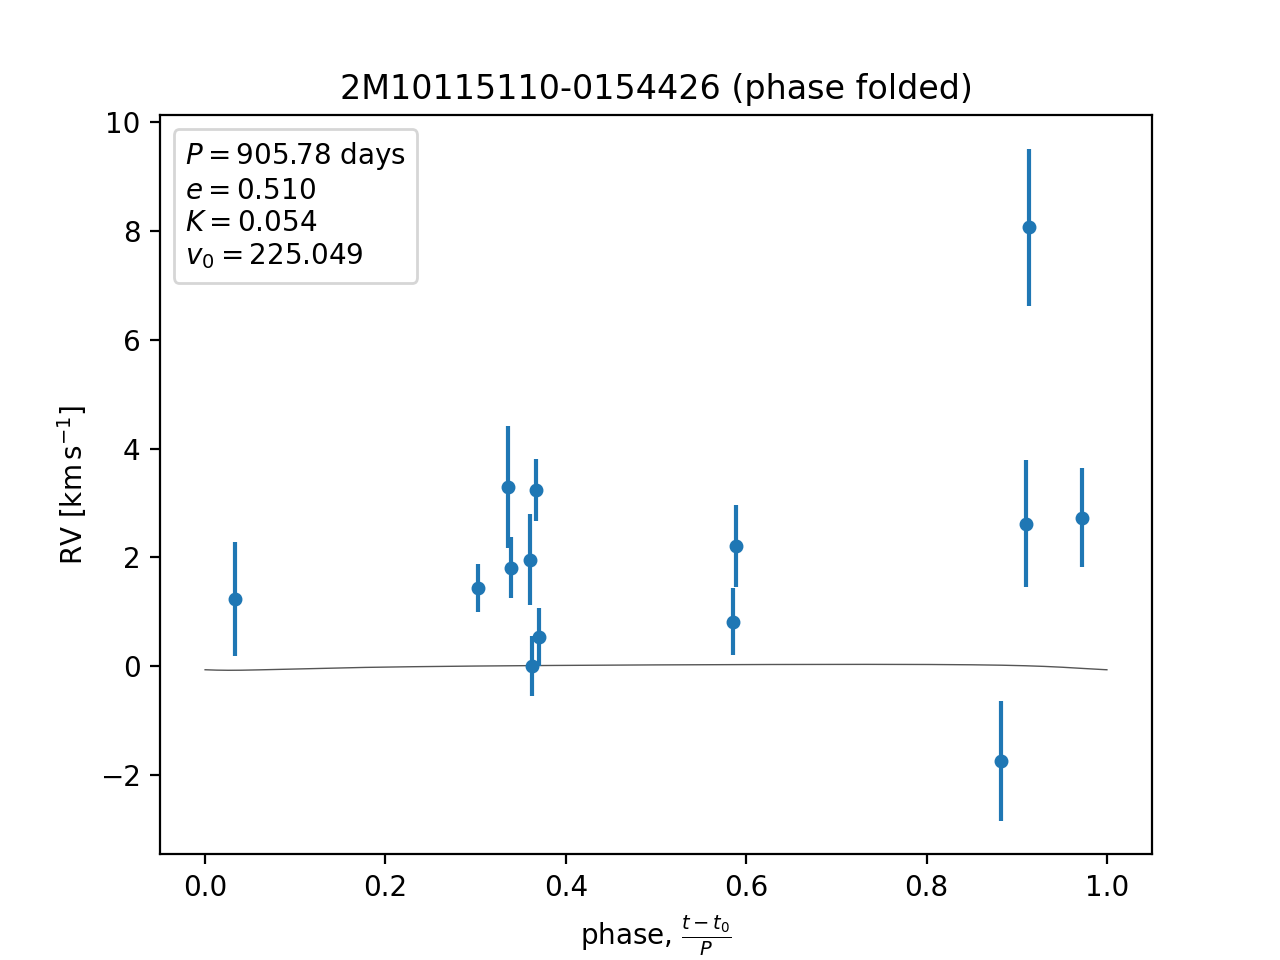 2M10115110-0154426 (phase folded)
P = 905.78 days
e = 0.510
K = 0.054
v₀ = 225.049
10
8
6
4
2
0
−2
RV [km s⁻¹]
0.0 0.2 0.4 0.6 0.8 1.0
phase, (t − t₀)/P